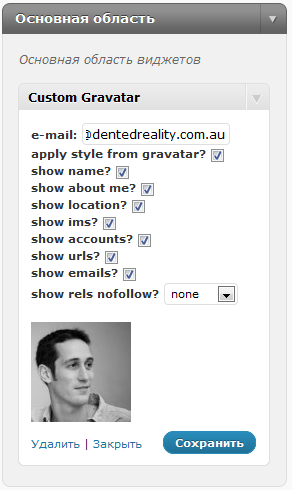 Основная область
Основная область виджетов
Custom Gravatar
e-mail: @dentedreality.com.au
apply style from gravatar?
show name?
show about me?
show location?
show ims?
show accounts?
show urls?
show emails?
show rels nofollow? none
Удалить | Закрыть Сохранить